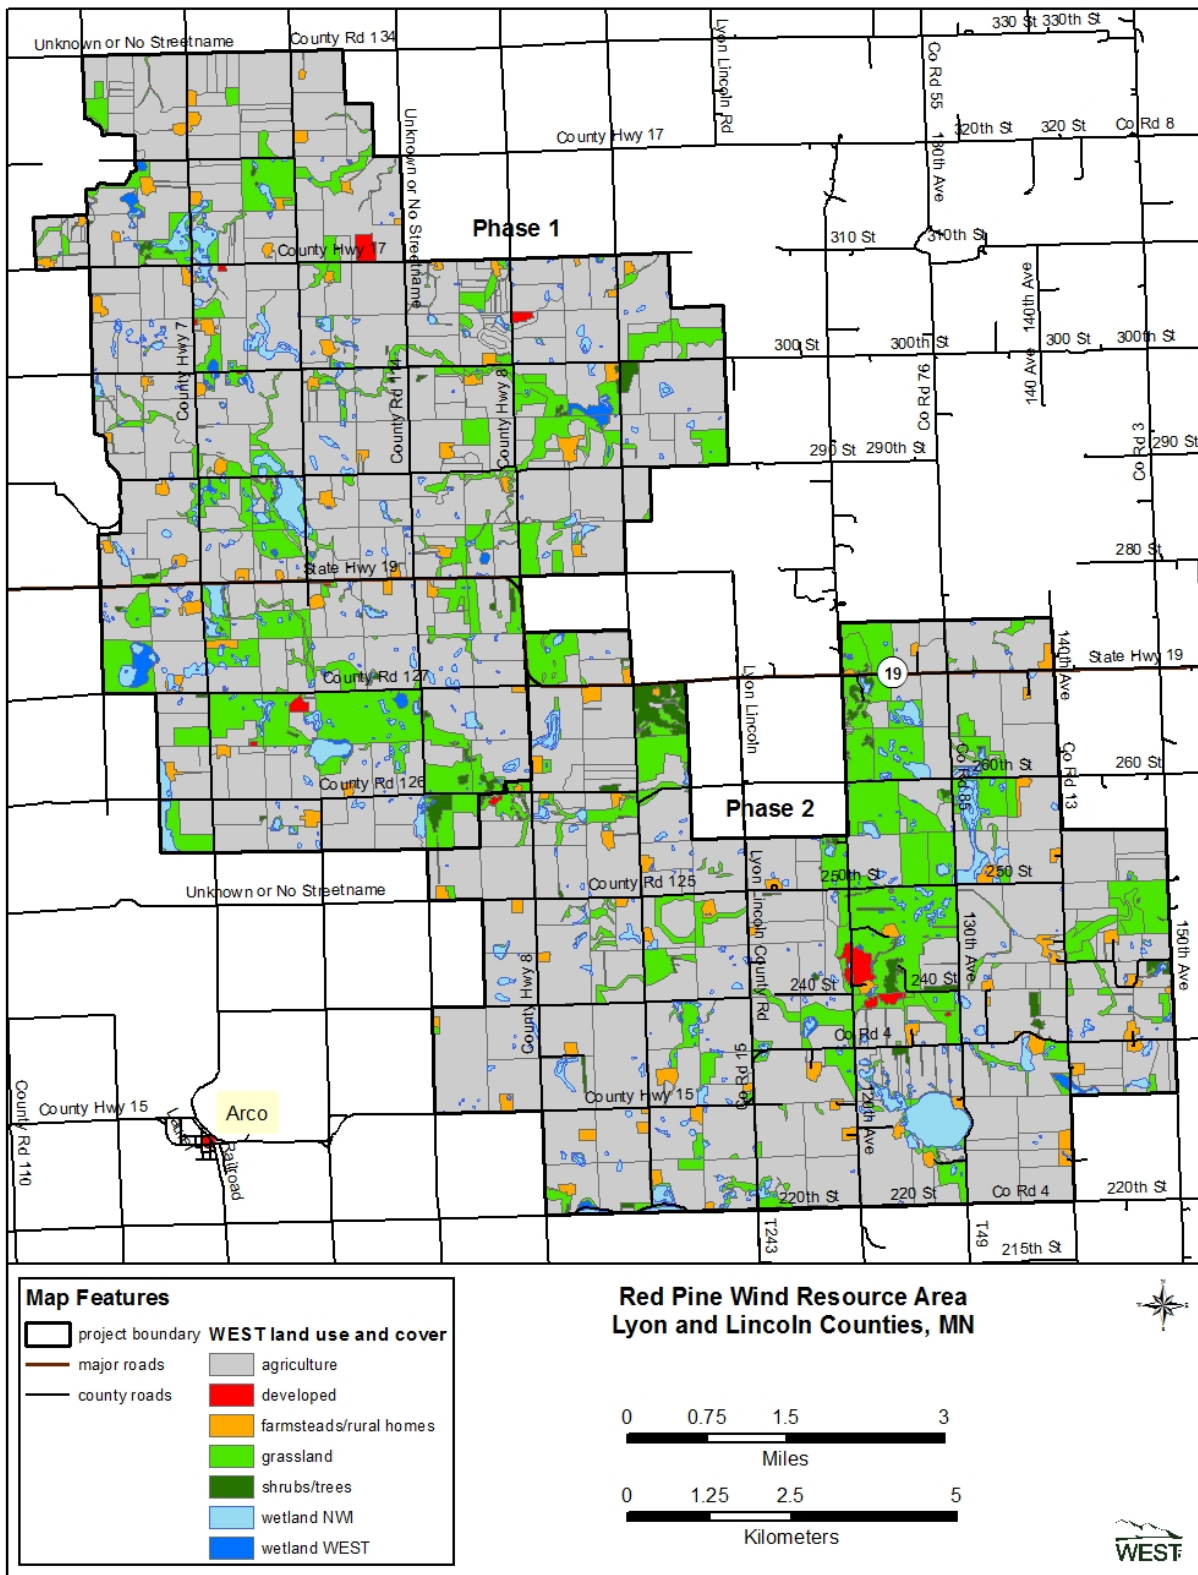 330 St 330th St
Unknown or No Streetname
County Rd 134
Lyon Lincoln Rd
Co Rd 55
Unknown or No Streetname
County Hwy 17
320th St
320 St
Co Rd 8
130th Ave
Phase 1
County Hwy 17
310 St
310th St
140th Ave
County Hwy 7
300 St
300th St
300 St
300th St
140 Ave
Co Rd 76
County Hwy 8
Co Rd 3
290 St
290th St
290 St
280 St
State Hwy 19
140th Ave
State Hwy 19
19
County Rd 127
Lyon Lincoln
Co Rd 13
260th St
260 St
County Rd 126
Phase 2
250th St
250 St
County Rd 125
Unknown or No Streetname
Lyon Lincoln County Rd
130th Ave
150th Ave
County Hwy 8
240 St
240 St
Co Rd 4
Co Rd 15
County Hwy 15
120th Ave
County Hwy 15
Arco
County Rd 110
Railroad
220th St
220 St
Co Rd 4
220th St
T243
T49
215th St
Map Features
project boundary
major roads
county roads
WEST land use and cover
agriculture
developed
farmsteads/rural homes
grassland
shrubs/trees
wetland NWI
wetland WEST
Red Pine Wind Resource Area
Lyon and Lincoln Counties, MN
0 0.75 1.5 3
Miles
0 1.25 2.5 5
Kilometers
WEST